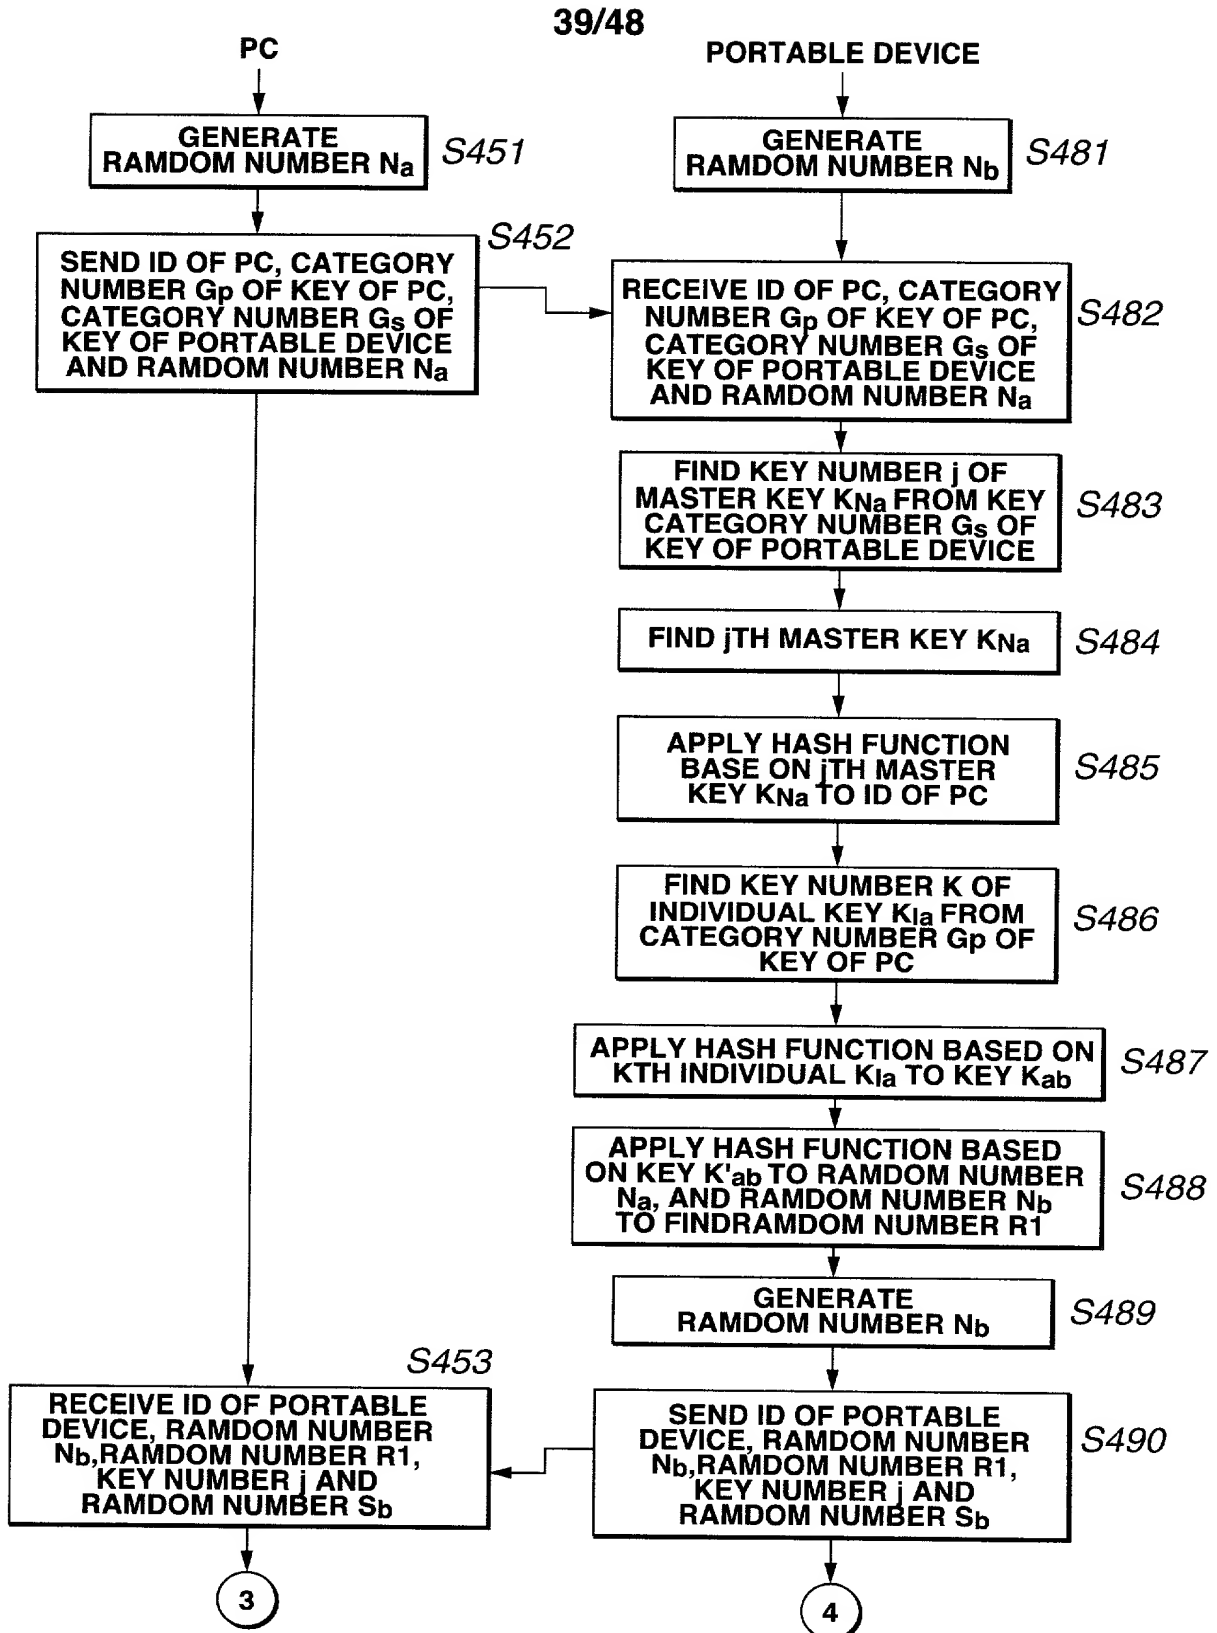 39/48
PC
GENERATE
RAMDOM NUMBER Na
S451
SEND ID OF PC, CATEGORY
NUMBER Gp OF KEY OF PC,
CATEGORY NUMBER Gs OF
KEY OF PORTABLE DEVICE
AND RAMDOM NUMBER Na
S452
PORTABLE DEVICE
GENERATE
RAMDOM NUMBER Nb
S481
RECEIVE ID OF PC, CATEGORY
NUMBER Gp OF KEY OF PC,
CATEGORY NUMBER Gs OF
KEY OF PORTABLE DEVICE
AND RAMDOM NUMBER Na
S482
FIND KEY NUMBER j OF
MASTER KEY KNa FROM KEY
CATEGORY NUMBER Gs OF
KEY OF PORTABLE DEVICE
S483
FIND jTH MASTER KEY KNa
S484
APPLY HASH FUNCTION
BASE ON jTH MASTER
KEY KNa TO ID OF PC
S485
FIND KEY NUMBER K OF
INDIVIDUAL KEY KIa FROM
CATEGORY NUMBER Gp OF
KEY OF PC
S486
APPLY HASH FUNCTION BASED ON
KTH INDIVIDUAL KIa TO KEY Kab
S487
APPLY HASH FUNCTION BASED
ON KEY K'ab TO RAMDOM NUMBER
Na, AND RAMDOM NUMBER Nb
TO FINDRAMDOM NUMBER R1
S488
GENERATE
RAMDOM NUMBER Nb
S489
SEND ID OF PORTABLE
DEVICE, RAMDOM NUMBER
Nb,RAMDOM NUMBER R1,
KEY NUMBER j AND
RAMDOM NUMBER Sb
S490
S453
RECEIVE ID OF PORTABLE
DEVICE, RAMDOM NUMBER
Nb,RAMDOM NUMBER R1,
KEY NUMBER j AND
RAMDOM NUMBER Sb
3
4